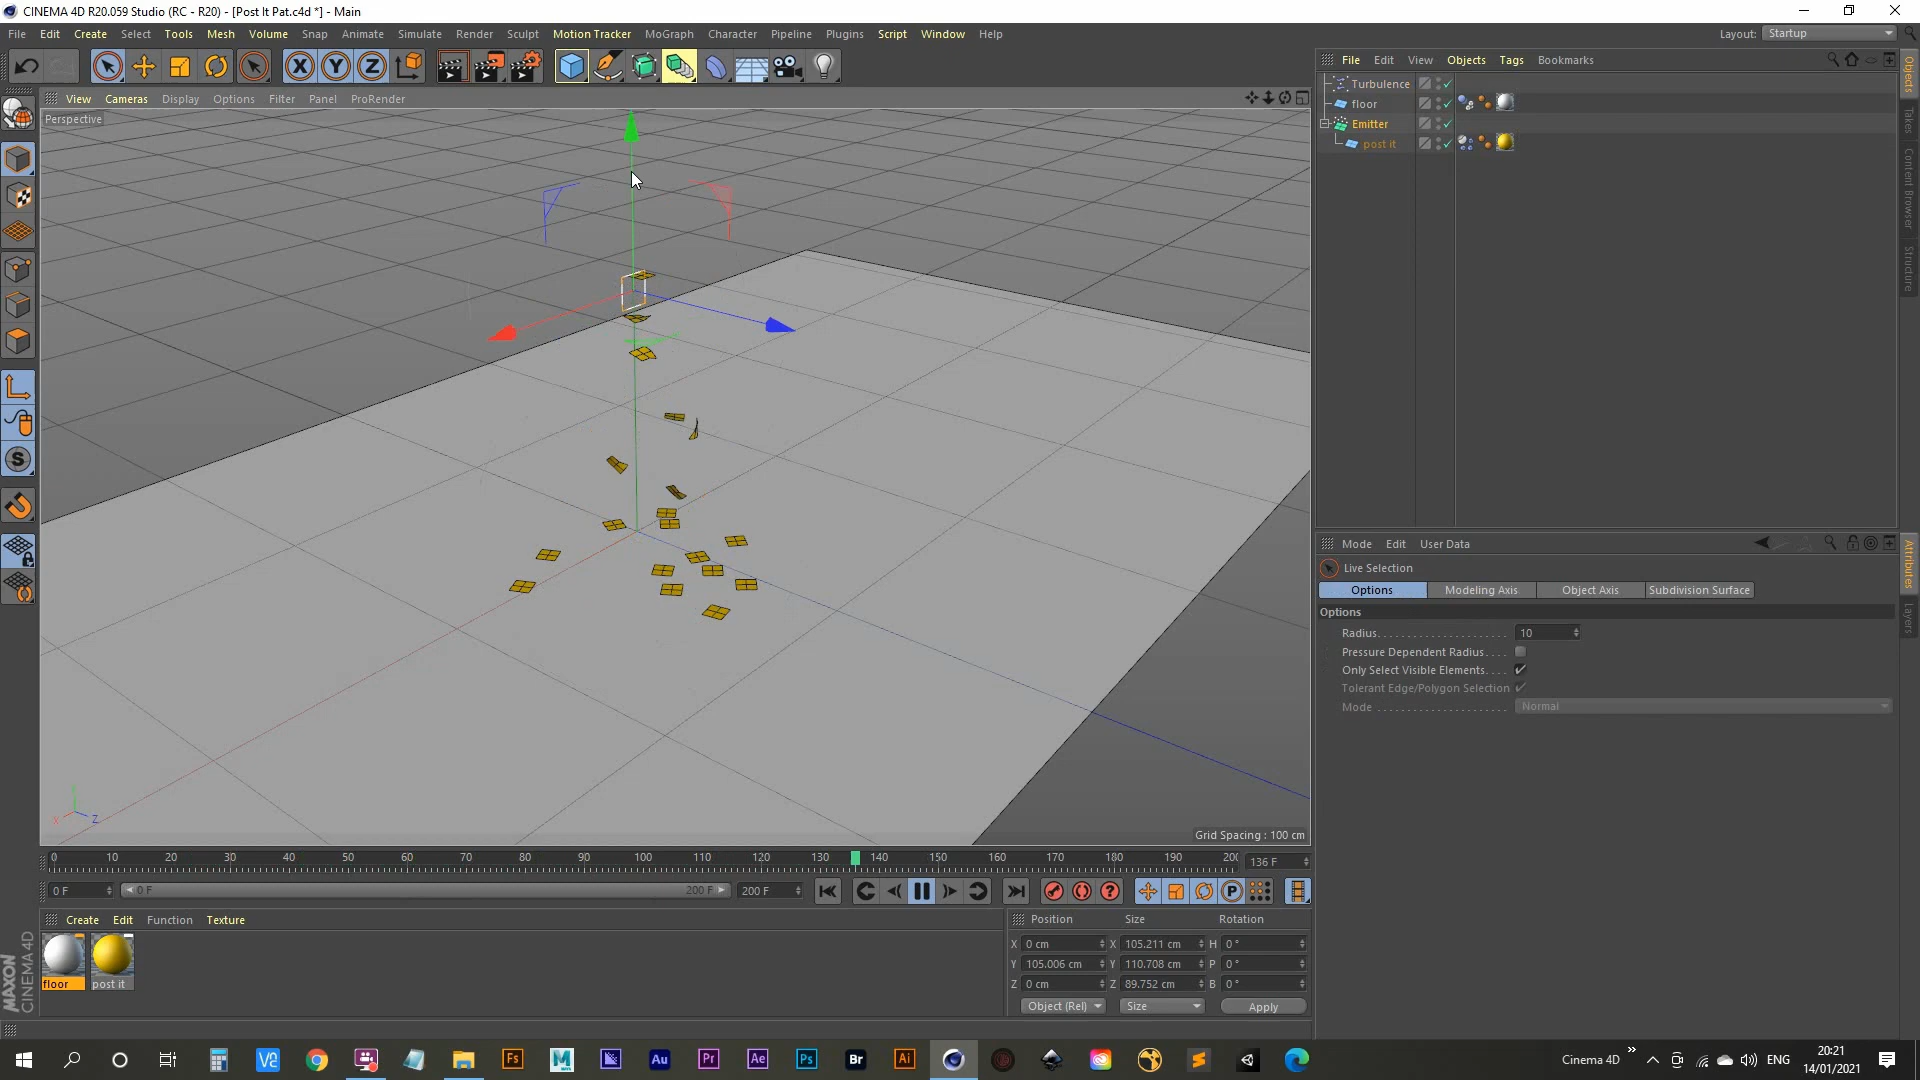 CINEMA 4D R20.059 Studio (RC - R20) - [Post It Pat.c4d *] - Main
File Edit Create Select Tools Mesh Volume Snap Animate Simulate Render Sculpt Motion Tracker MoGraph Character Pipeline Plugins Script Window Help
Layout: Startup
View Cameras Display Options Filter Panel ProRender
Perspective
Grid Spacing : 100 cm
File Edit View Objects Tags Bookmarks
Turbulence
floor
Emitter
post it
Objects
Takes
Content Browser
Structure
Mode Edit User Data
Live Selection
Options Modeling Axis Object Axis Subdivision Surface
Options
Radius 10
Pressure Dependent Radius
Only Select Visible Elements
Tolerant Edge/Polygon Selection
Mode Normal
Attributes
Layers
Y
X
Z
0 10 20 30 40 50 60 70 80 90 100 110 120 130 140 150 160 170 180 190 200
136 F
0 F 0 F 200 F 200 F
Create Edit Function Texture
floor
post it
Position Size Rotation
X 0 cm X 105.211 cm H 0 °
Y 105.006 cm Y 110.708 cm P 0 °
Z 0 cm Z 89.752 cm B 0 °
Object (Rel) Size Apply
MAXON
CINEMA 4D
Cinema 4D
ENG
20:21
14/01/2021